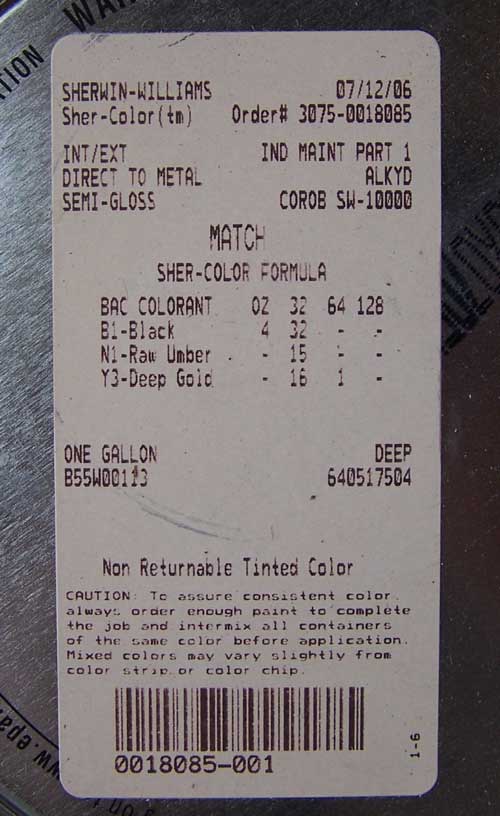 WAR
TION
SHERWIN-WILLIAMS 07/12/06
Sher-Color(tm) Order# 3075-0018085
INT/EXT IND MAINT PART 1
DIRECT TO METAL ALKYD
SEMI-GLOSS COROB SW-10000
MATCH
SHER-COLOR FORMULA
BAC COLORANT OZ 32 64 128
B1-Black 4 32 - -
N1-Raw Umber - 15 - -
Y3-Deep Gold - 16 1 -
ONE GALLON DEEP
B55W00113 640517504
Non Returnable Tinted Color
CAUTION: To assure consistent color,
always order enough paint to complete
the job and intermix all containers
of the same color before application.
Mixed colors may vary slightly from
color strip or color chip.
0018085-001
1-6
www.epa